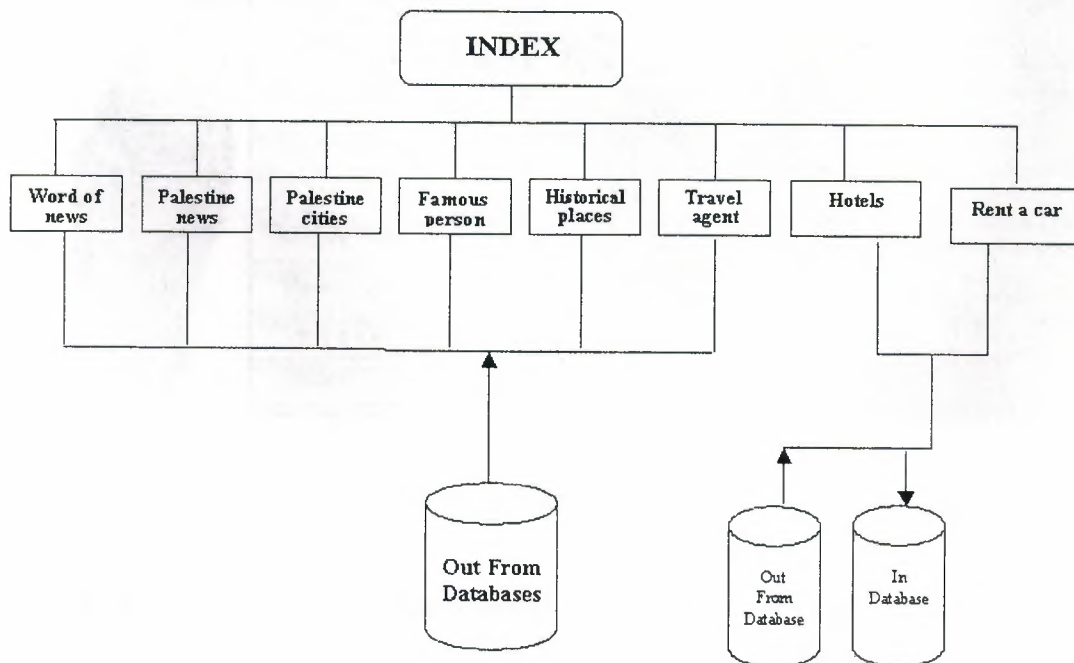 INDEX
Word of
news
Palestine
news
Palestine
cities
Famous
person
Historical
places
Travel
agent
Hotels
Rent a car
Out From
Databases
Out
From
Database
In
Database